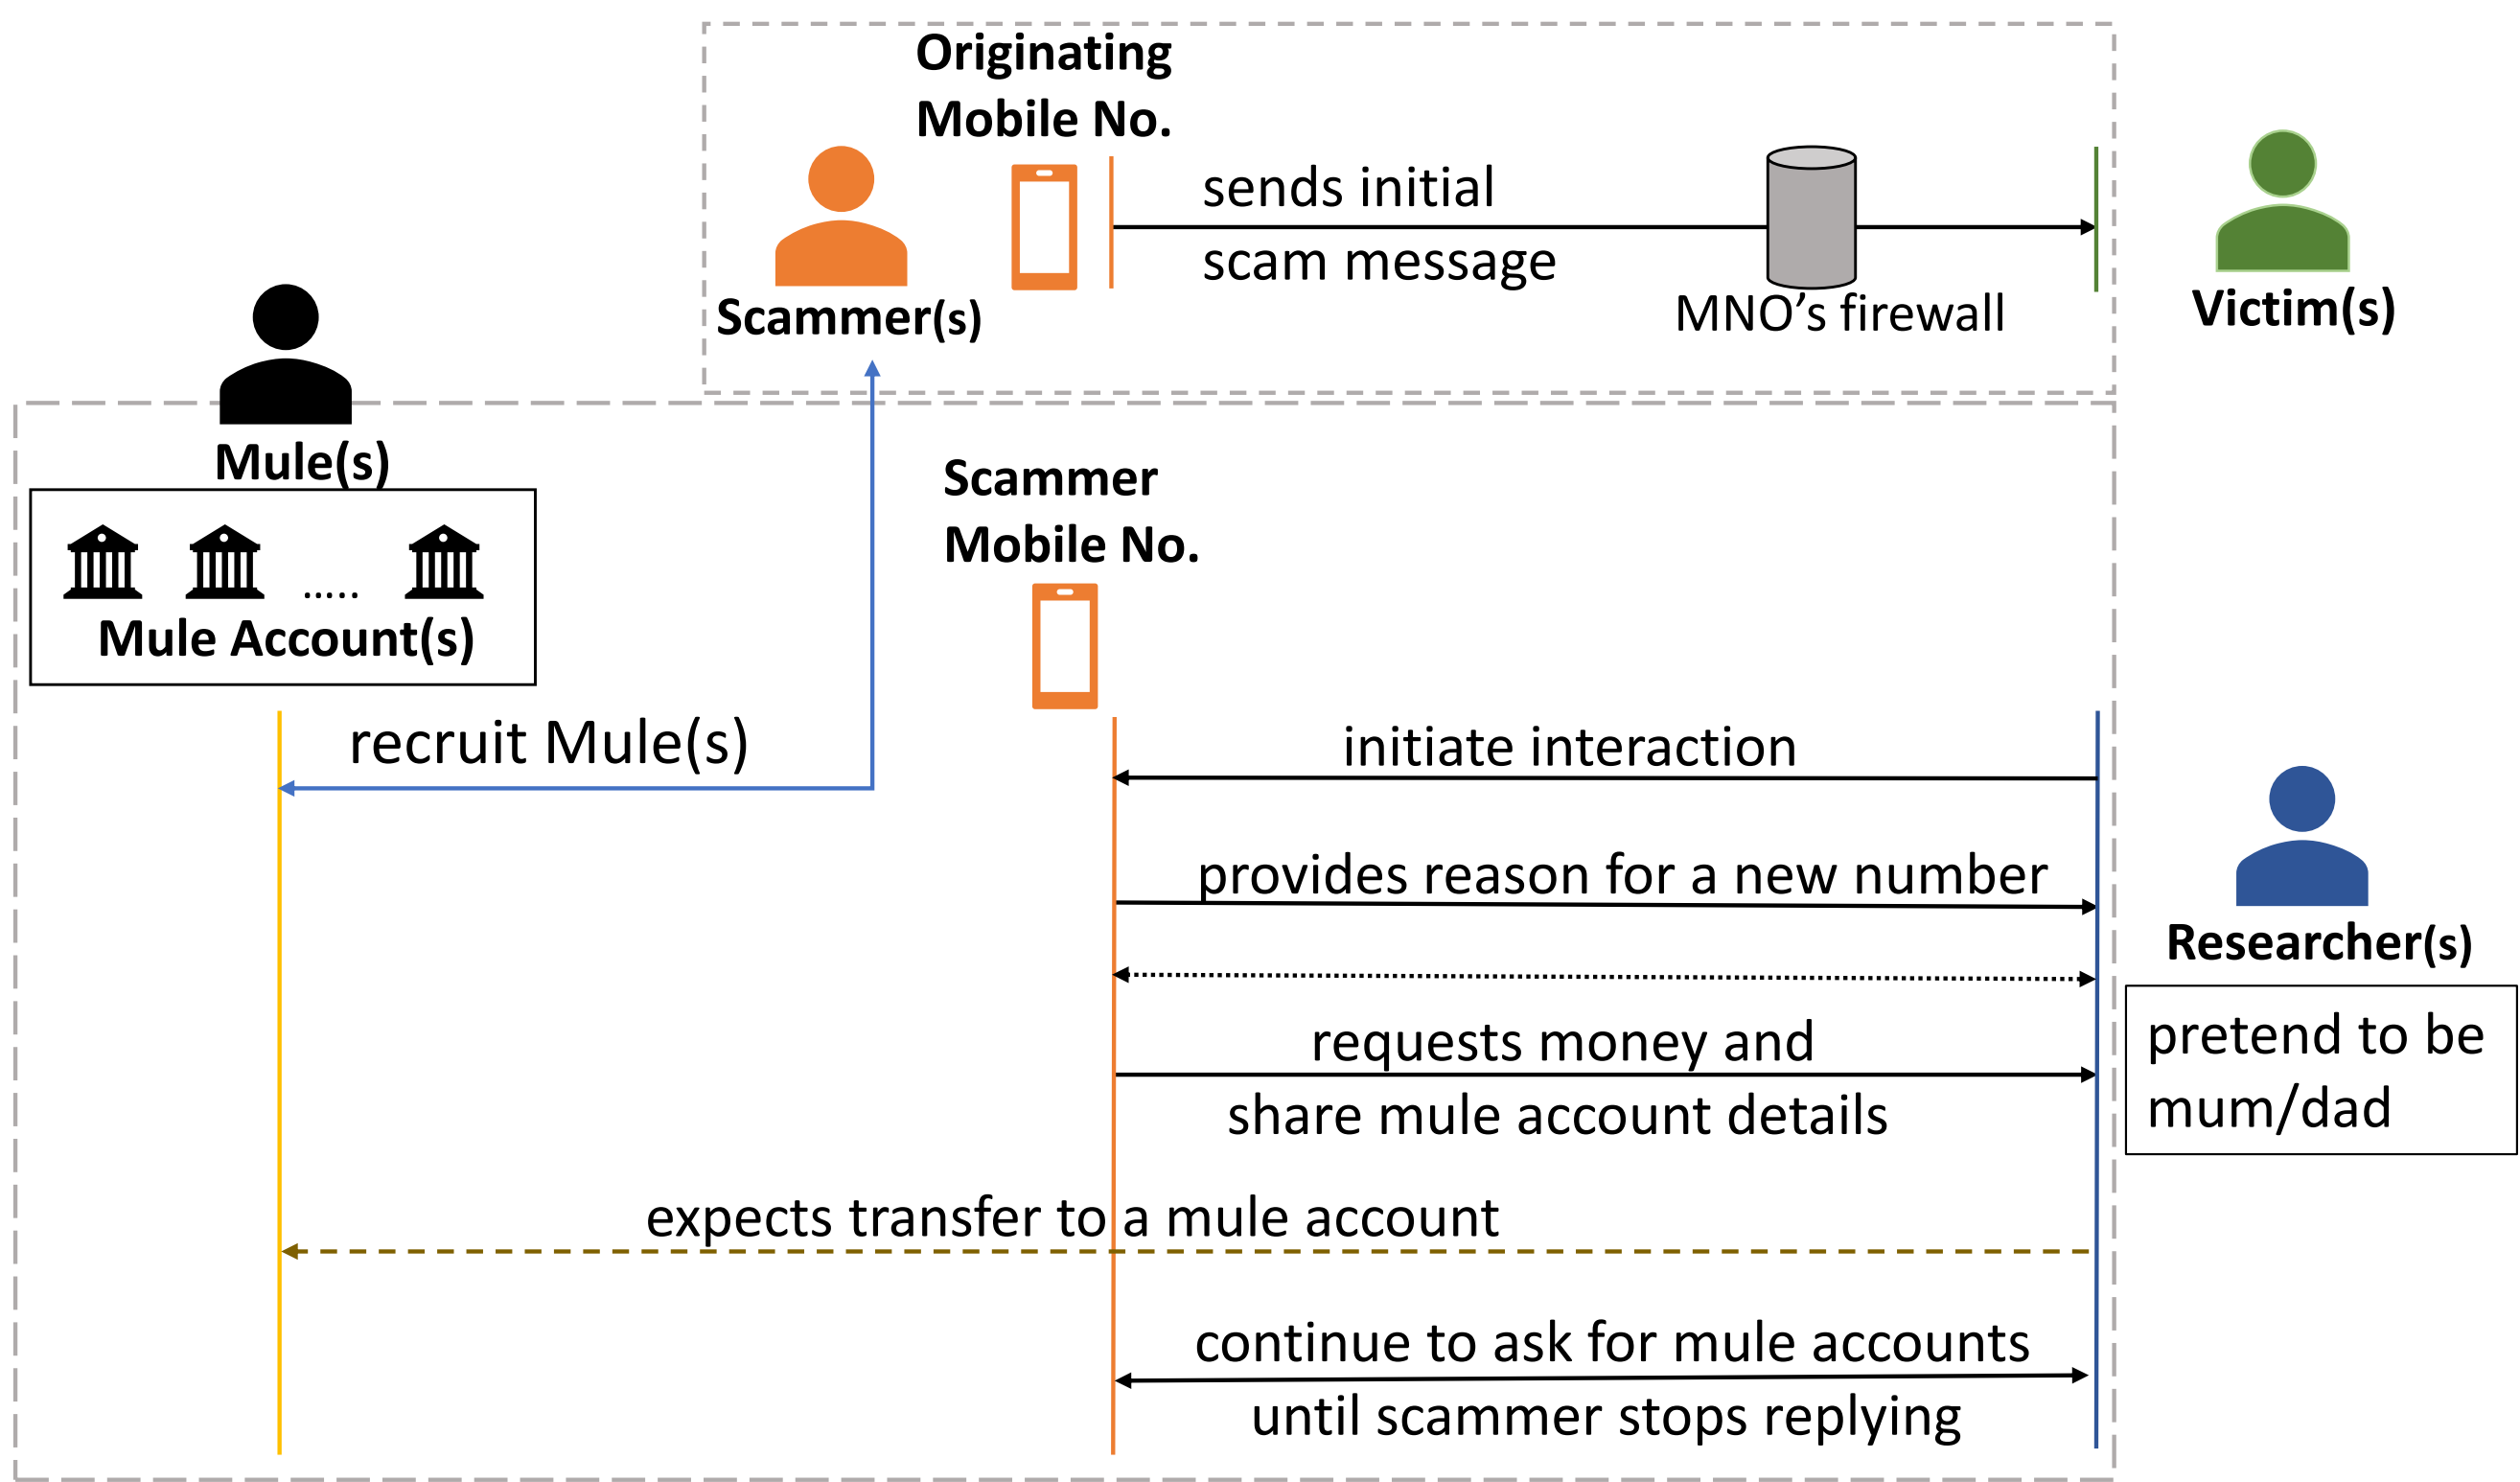 Originating
Mobile No.
sends initial
scam message
MNO's firewall
Scammer(s)
Victim(s)
Mule(s)
Mule Account(s)
.....
Scammer
Mobile No.
recruit Mule(s)
initiate interaction
provides reason for a new number
Researcher(s)
pretend to be
mum/dad
requests money and
share mule account details
expects transfer to a mule account
continue to ask for mule accounts
until scammer stops replying